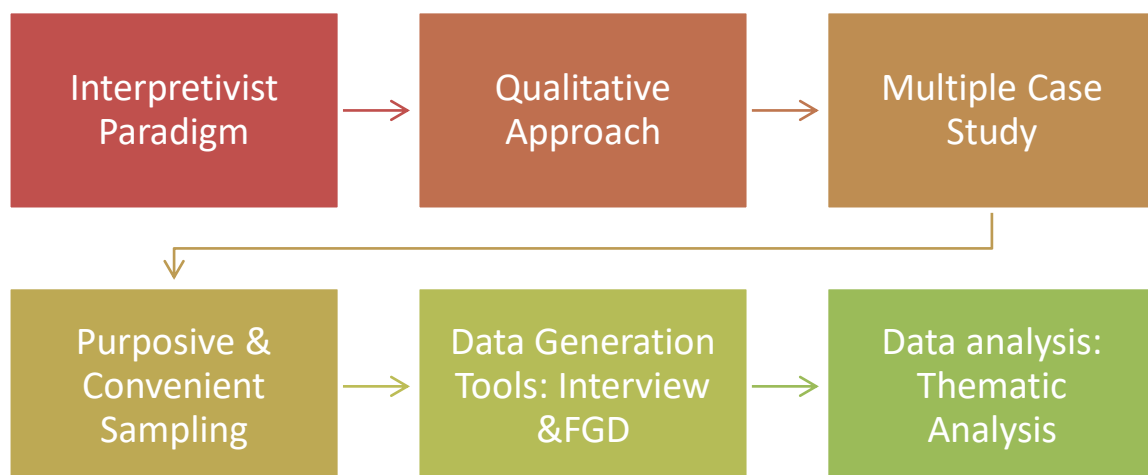 Interpretivist
Paradigm
Qualitative
Approach
Multiple Case
Study
Purposive &
Convenient
Sampling
Data Generation
Tools: Interview
&FGD
Data analysis:
Thematic
Analysis